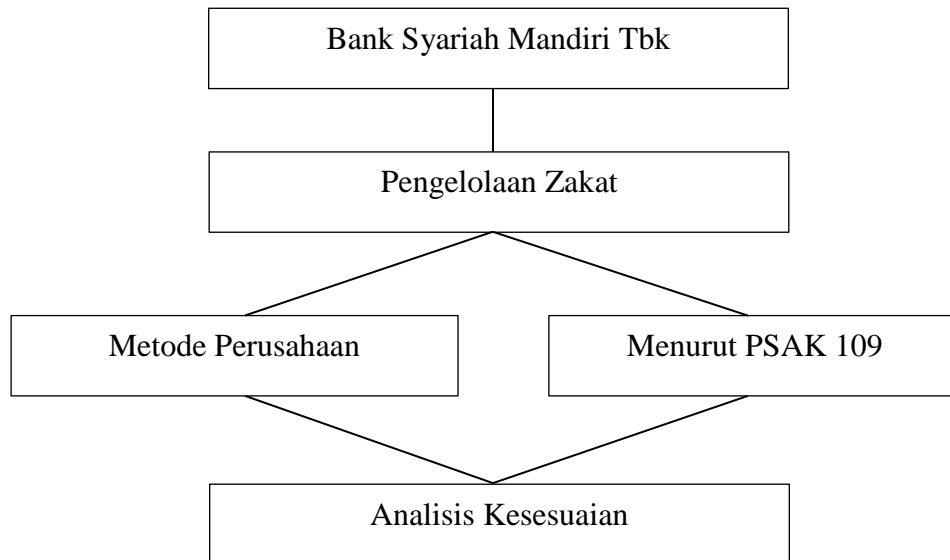 Bank Syariah Mandiri Tbk
Pengelolaan Zakat
Metode Perusahaan
Menurut PSAK 109
Analisis Kesesuaian